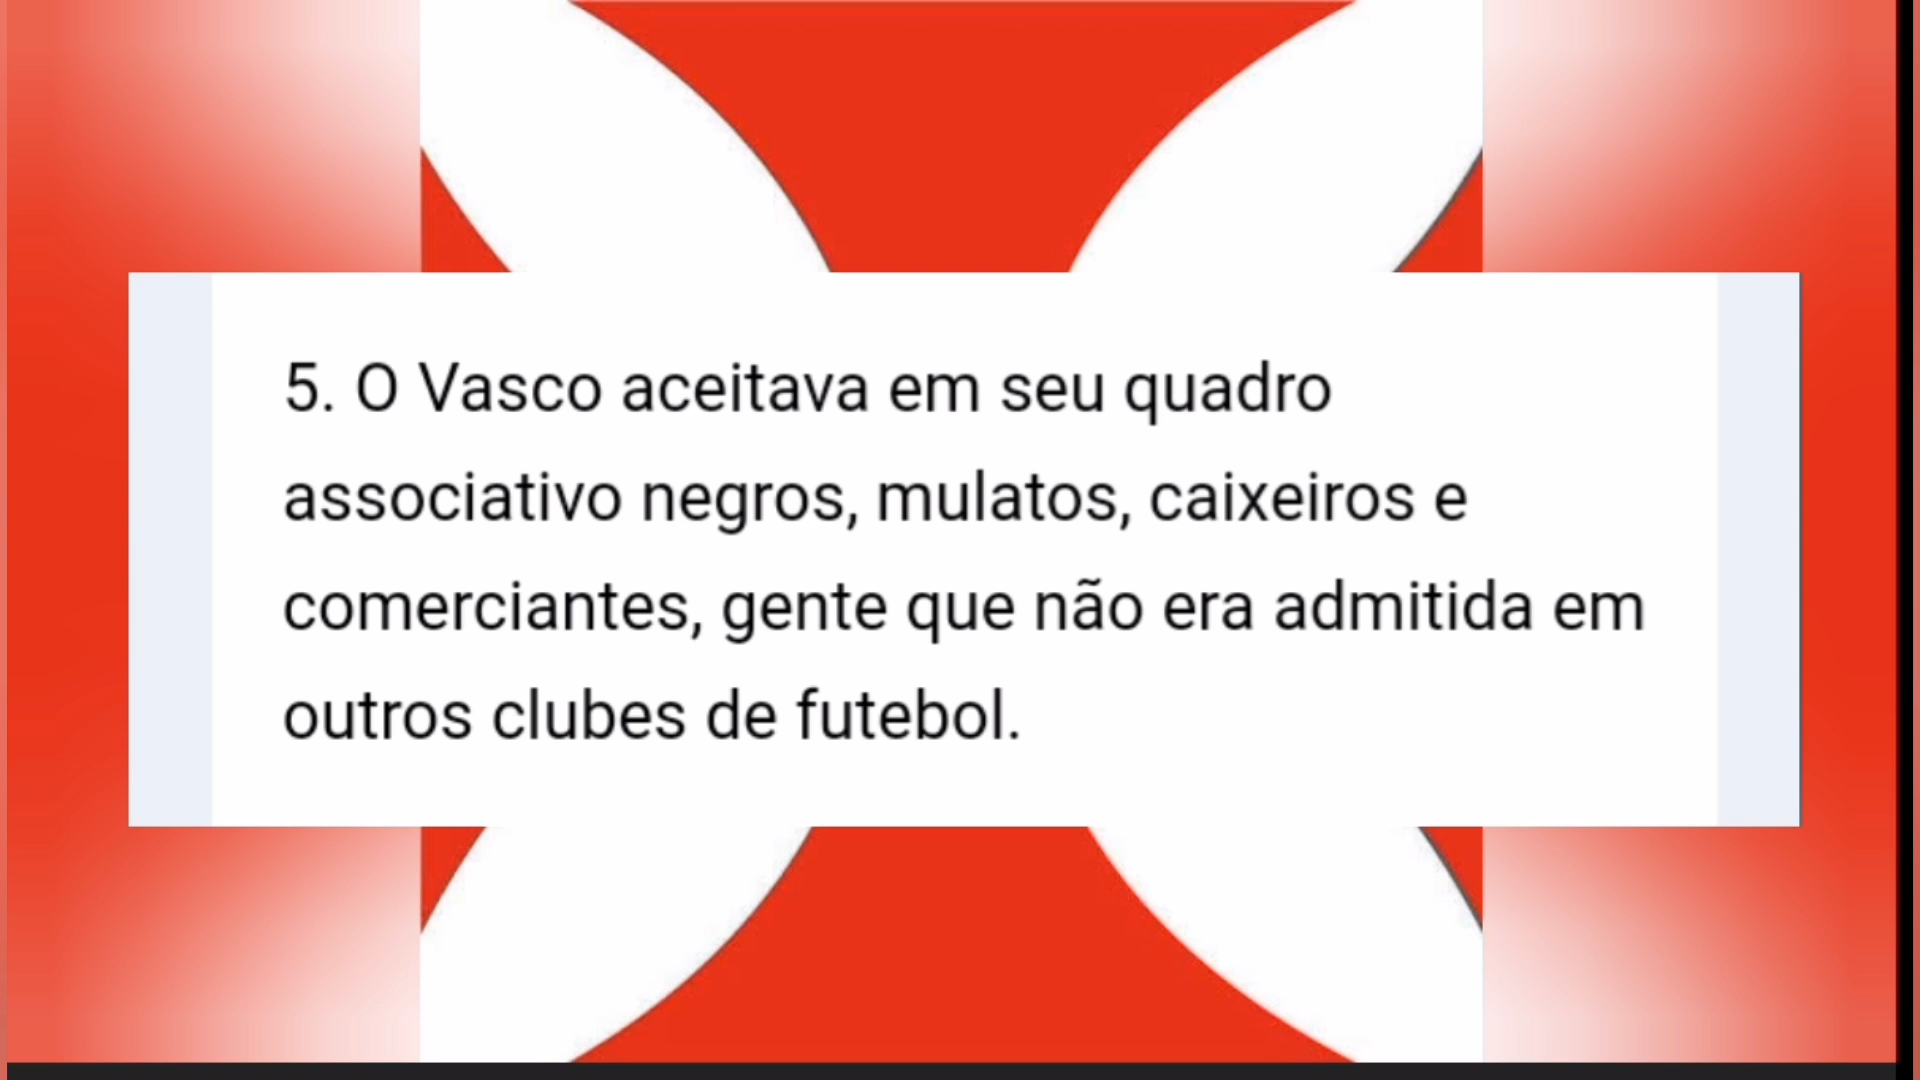 5. O Vasco aceitava em seu quadro
associativo negros, mulatos, caixeiros e
comerciantes, gente que não era admitida em
outros clubes de futebol.